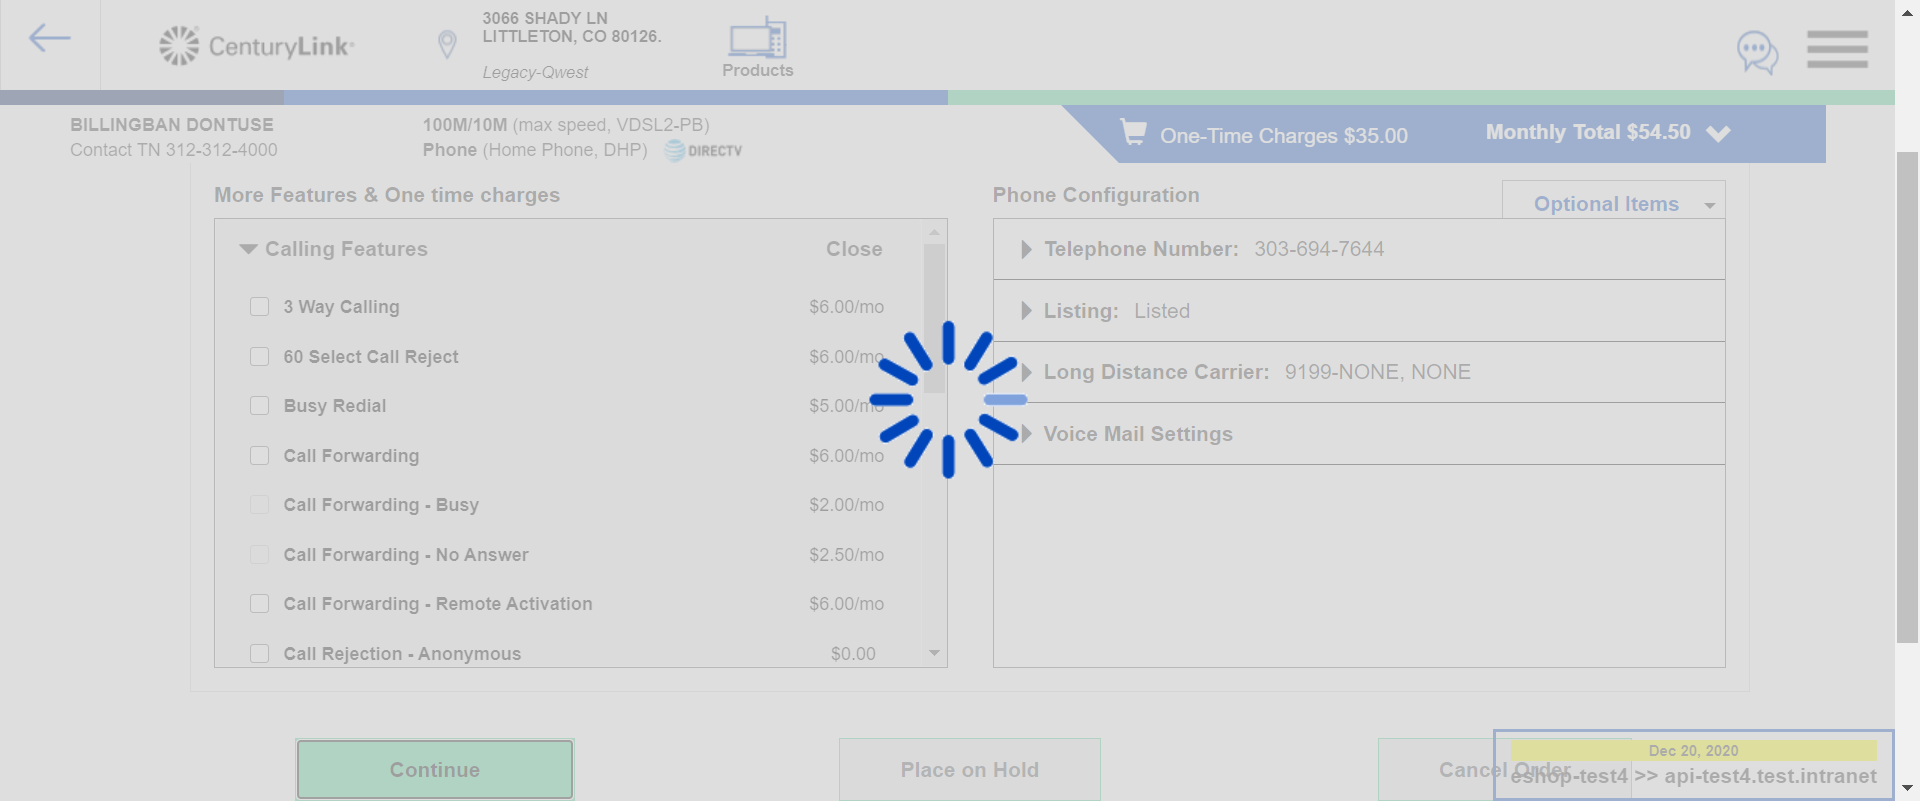 CenturyLink
3066 SHADY LN
LITTLETON, CO 80126.
Legacy-Qwest
Products
BILLINGBAN DONTUSE
Contact TN 312-312-4000
100M/10M (max speed, VDSL2-PB)
Phone (Home Phone, DHP)
AT&T DIRECTV
One-Time Charges $35.00
Monthly Total $54.50
More Features & One time charges
Calling Features Close
3 Way Calling $6.00/mo
60 Select Call Reject $6.00/mo
Busy Redial $5.00/mo
Call Forwarding $6.00/mo
Call Forwarding - Busy $2.00/mo
Call Forwarding - No Answer $2.50/mo
Call Forwarding - Remote Activation $6.00/mo
Call Rejection - Anonymous $0.00
Phone Configuration
Optional Items
Telephone Number: 303-694-7644
Listing: Listed
Long Distance Carrier: 9199-NONE, NONE
Voice Mail Settings
Continue
Place on Hold
Cancel Order
Dec 20, 2020
eshop-test4 >> api-test4.test.intranet